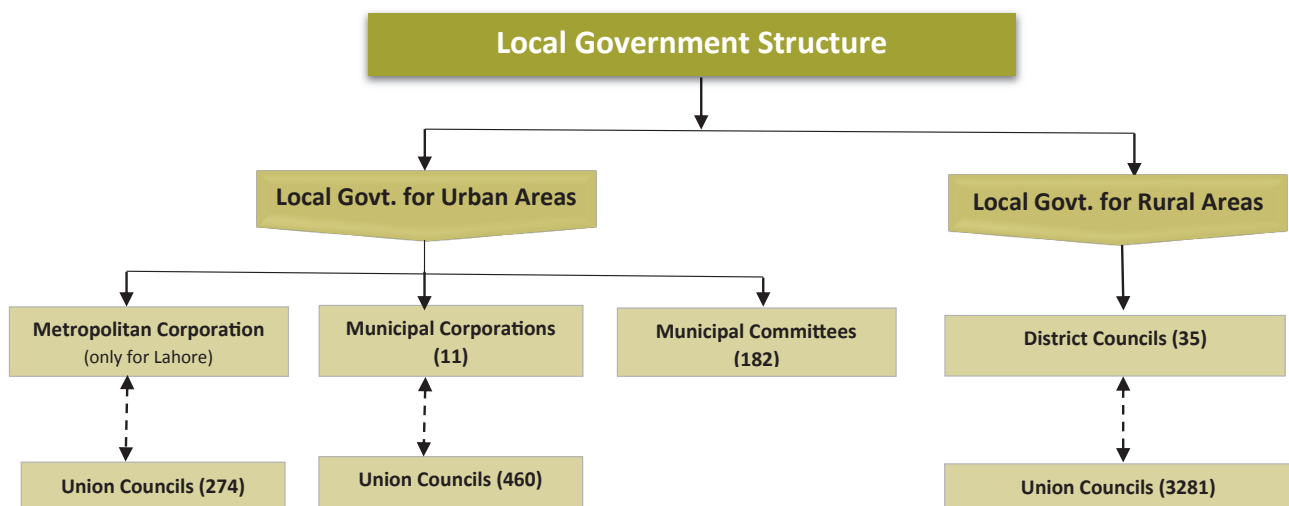 Local Government Structure
Local Govt. for Urban Areas
Local Govt. for Rural Areas
Metropolitan Corporation
(only for Lahore)
Municipal Corporations
(11)
Municipal Committees
(182)
District Councils (35)
Union Councils (274)
Union Councils (460)
Union Councils (3281)